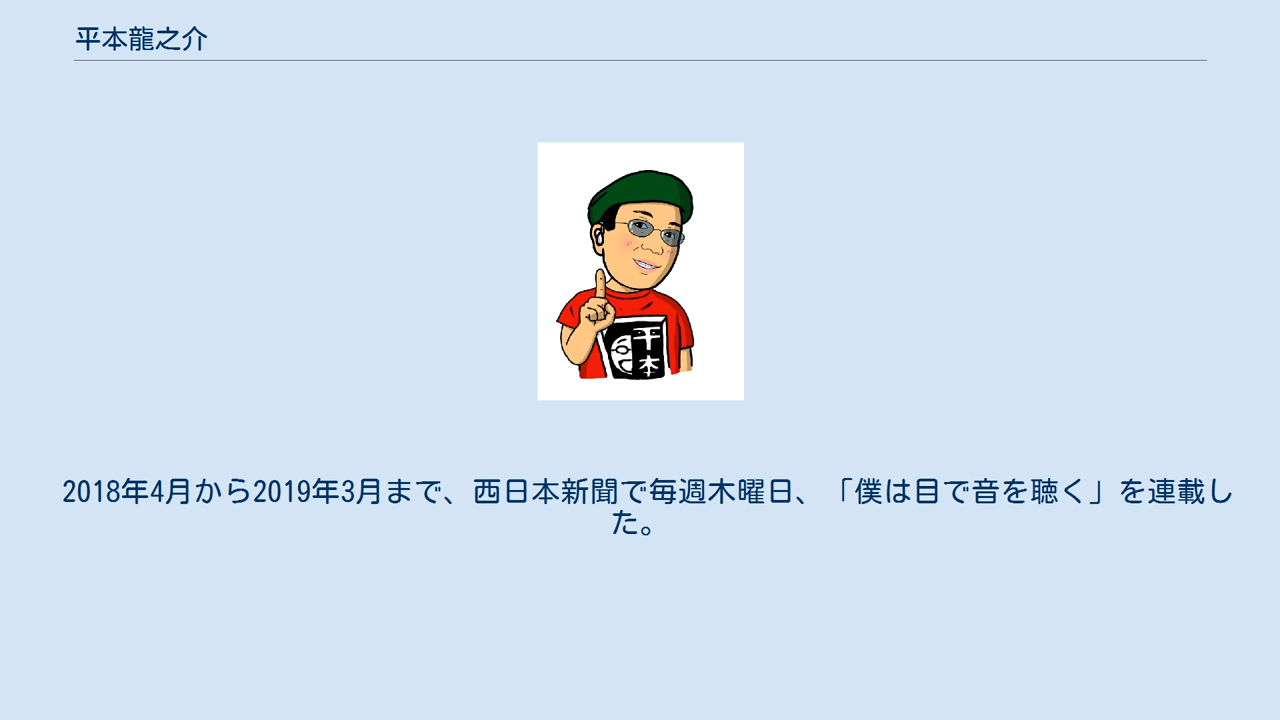 平本龍之介
平本
2018年4月から2019年3月まで、西日本新聞で毎週木曜日、「僕は目で音を聴く」を連載し
た。